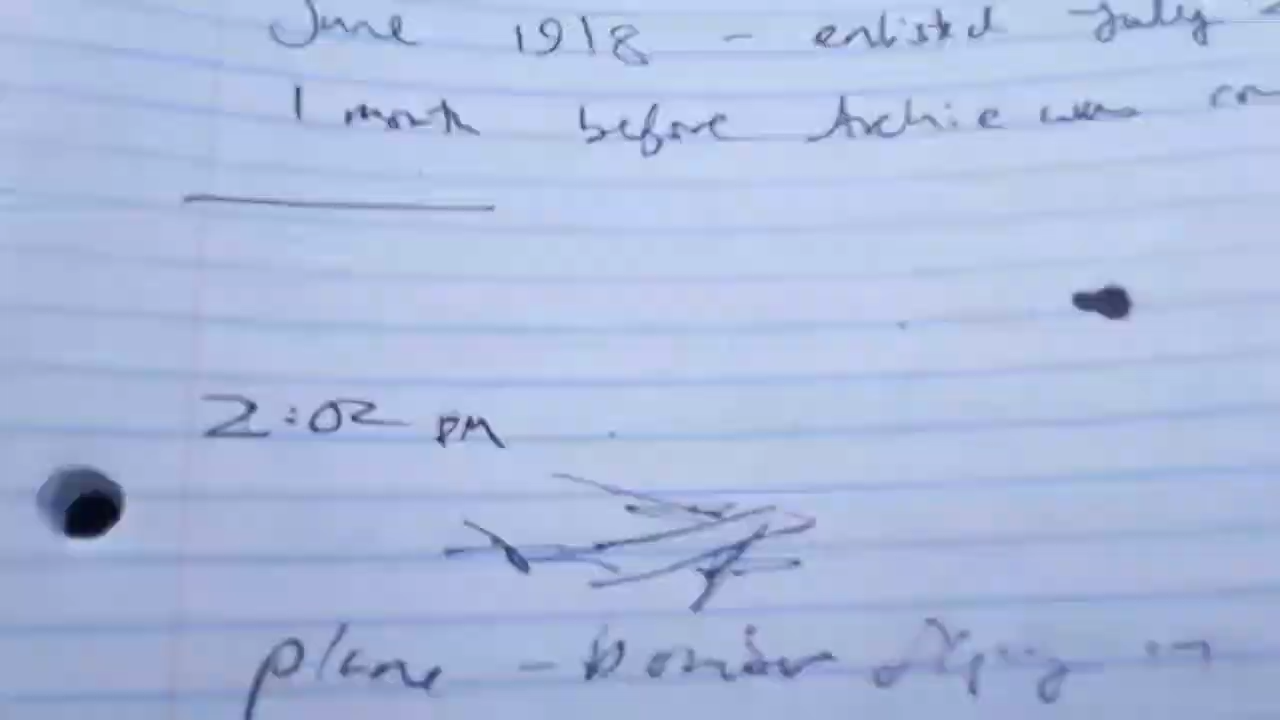 June 1918 - enlisted July
1 month before Archie was
2:02 PM
plane - bomber flying in